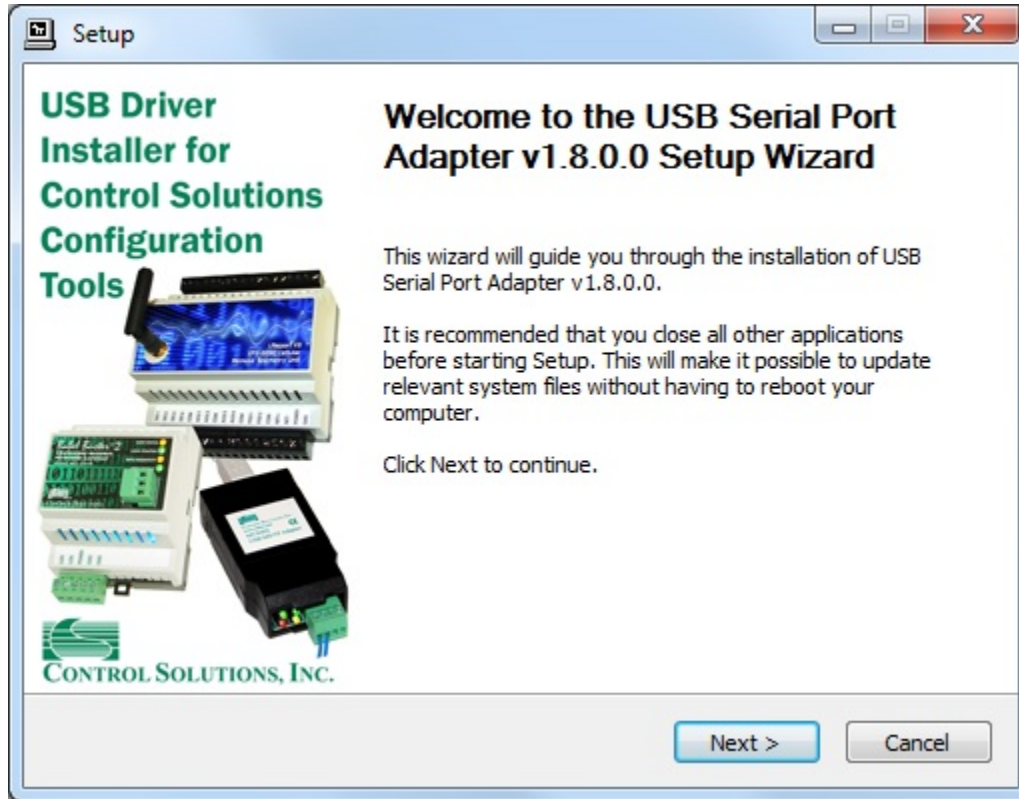 Setup
USB Driver
Installer for
Control Solutions
Configuration
Tools
CONTROL SOLUTIONS, INC.
Welcome to the USB Serial Port
Adapter v1.8.0.0 Setup Wizard
This wizard will guide you through the installation of USB
Serial Port Adapter v1.8.0.0.
It is recommended that you close all other applications
before starting Setup. This will make it possible to update
relevant system files without having to reboot your
computer.
Click Next to continue.
Next >
Cancel